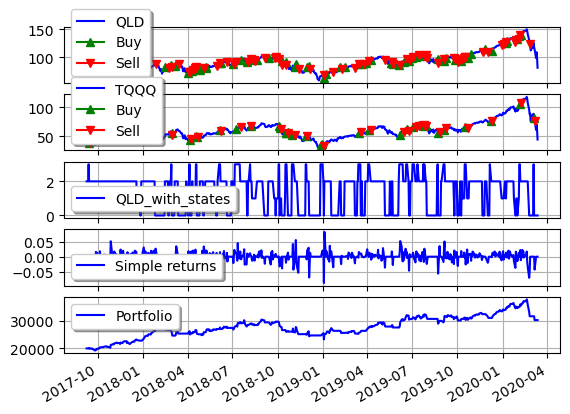 150
100
QLD
Buy
Sell
100
50
TQQQ
Buy
Sell
2
0
QLD_with_states
0.05
0.00
−0.05
Simple returns
30000
20000
Portfolio
2017-10
2018-01
2018-04
2018-07
2018-10
2019-01
2019-04
2019-07
2019-10
2020-01
2020-04